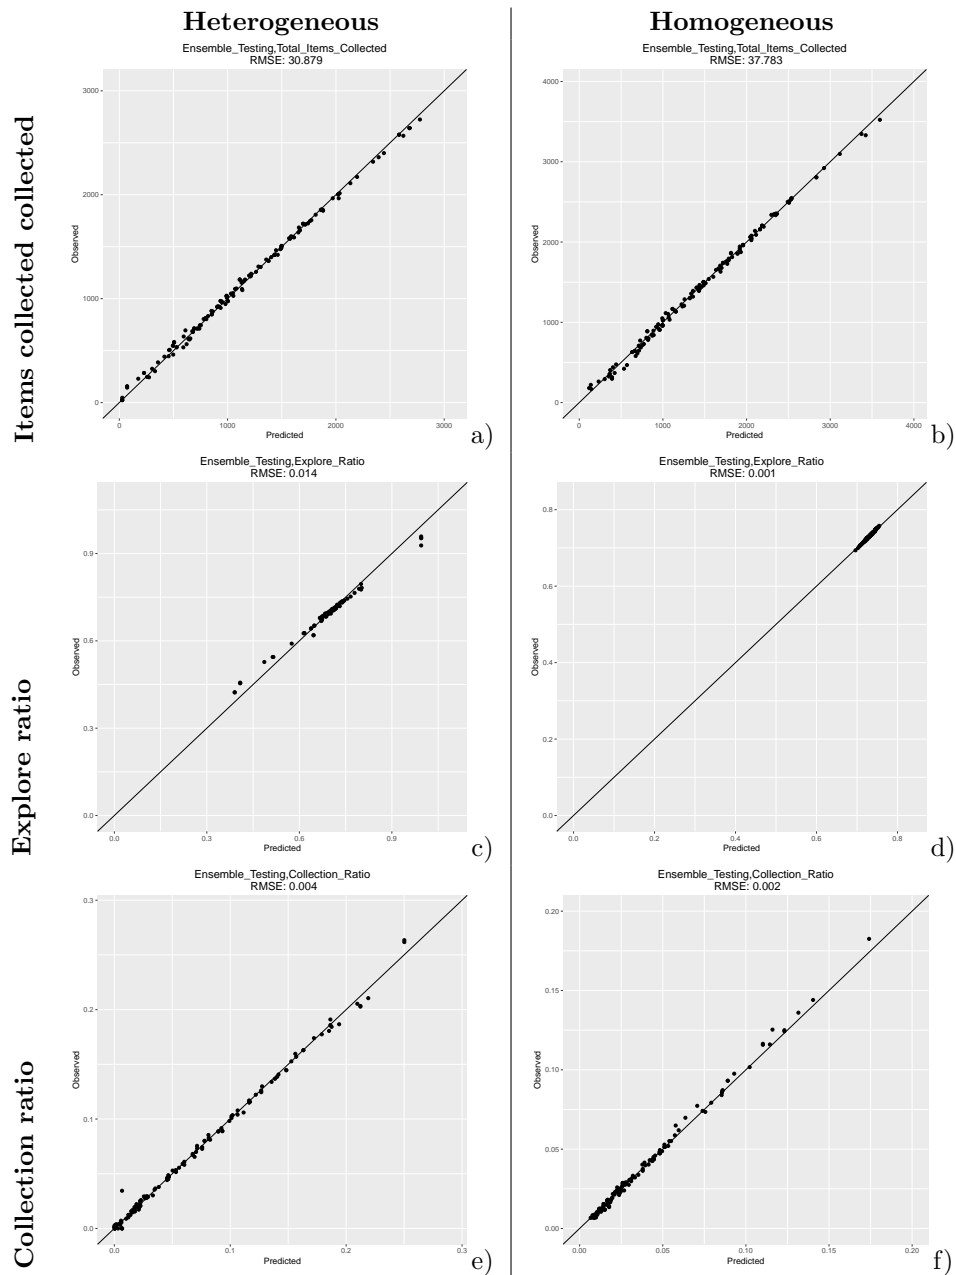 Heterogeneous
Homogeneous
Items collected collected
Ensemble_Testing,Total_Items_Collected
RMSE: 30.879
Observed
3000
2000
1000
0
0 1000 2000 3000
Predicted
a)
Ensemble_Testing,Total_Items_Collected
RMSE: 37.783
Observed
4000
3000
2000
1000
0
0 1000 2000 3000 4000
Predicted
b)
Explore ratio
Ensemble_Testing,Explore_Ratio
RMSE: 0.014
Observed
0.9
0.6
0.3
0.0
0.0 0.3 0.6 0.9
Predicted
c)
Ensemble_Testing,Explore_Ratio
RMSE: 0.001
Observed
0.8
0.6
0.4
0.2
0.0
0.0 0.2 0.4 0.6 0.8
Predicted
d)
Collection ratio
Ensemble_Testing,Collection_Ratio
RMSE: 0.004
Observed
0.3
0.2
0.1
0.0
0.0 0.1 0.2 0.3
Predicted
e)
Ensemble_Testing,Collection_Ratio
RMSE: 0.002
Observed
0.20
0.15
0.10
0.05
0.00
0.00 0.05 0.10 0.15 0.20
Predicted
f)